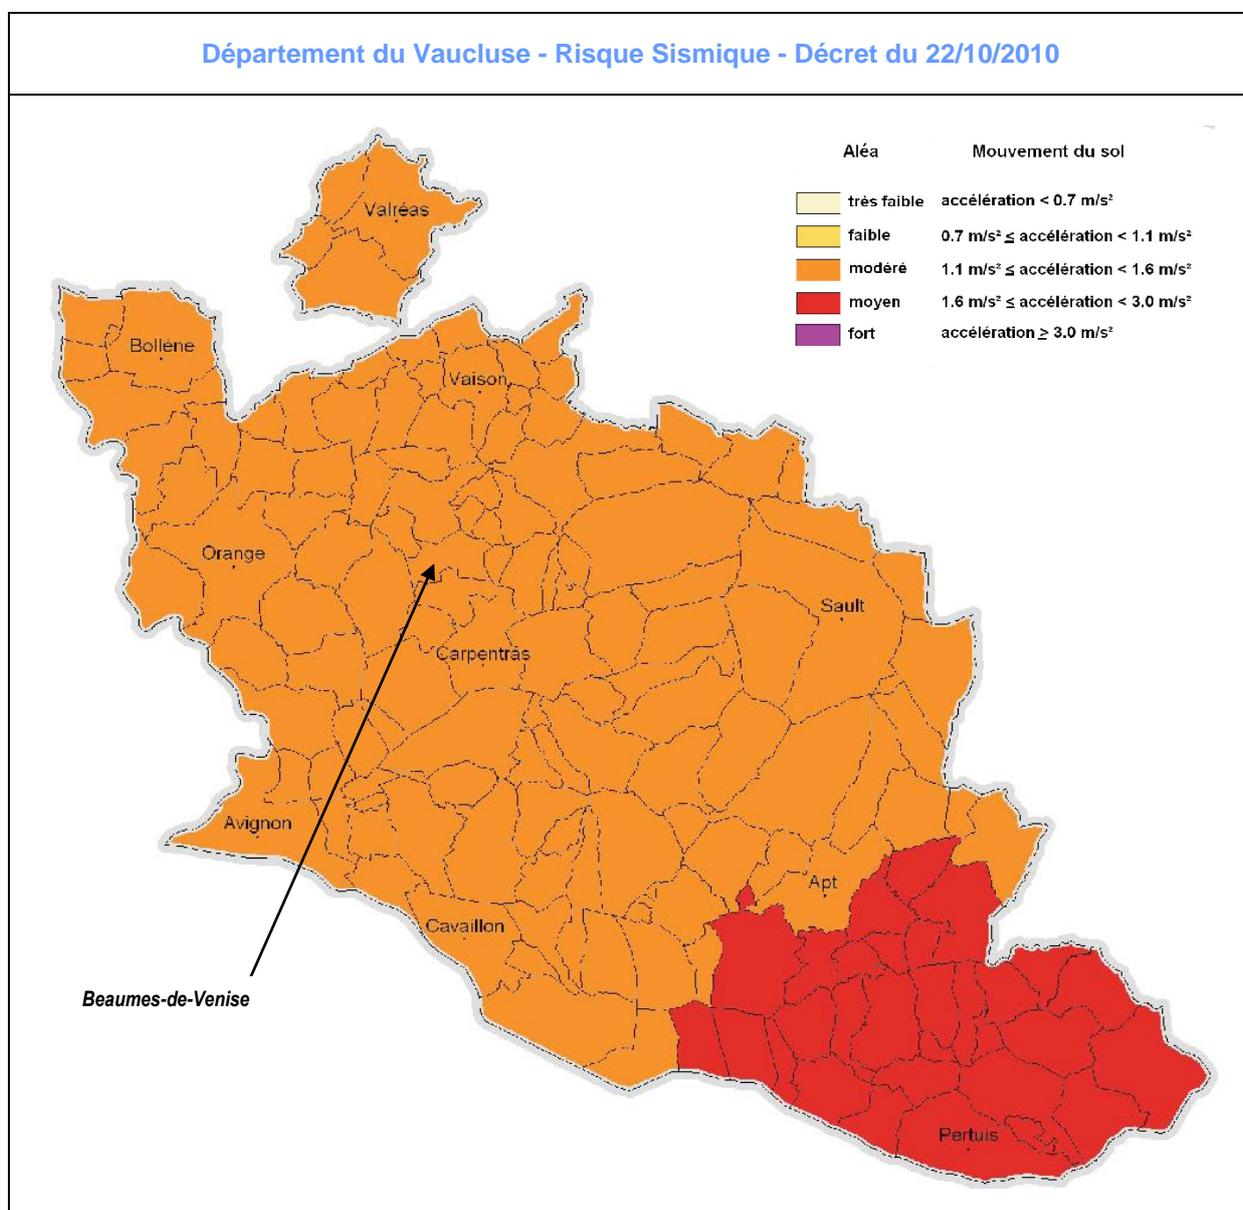 Département du Vaucluse - Risque Sismique - Décret du 22/10/2010
Aléa Mouvement du sol
très faible accélération < 0.7 m/s²
faible 0.7 m/s² ≤ accélération < 1.1 m/s²
modéré 1.1 m/s² ≤ accélération < 1.6 m/s²
moyen 1.6 m/s² ≤ accélération < 3.0 m/s²
fort accélération ≥ 3.0 m/s²
Valréas
Bollène
Vaison
Orange
Sault
Carpentras
Avignon
Apt
Cavaillon
Beaumes-de-Venise
Pertuis